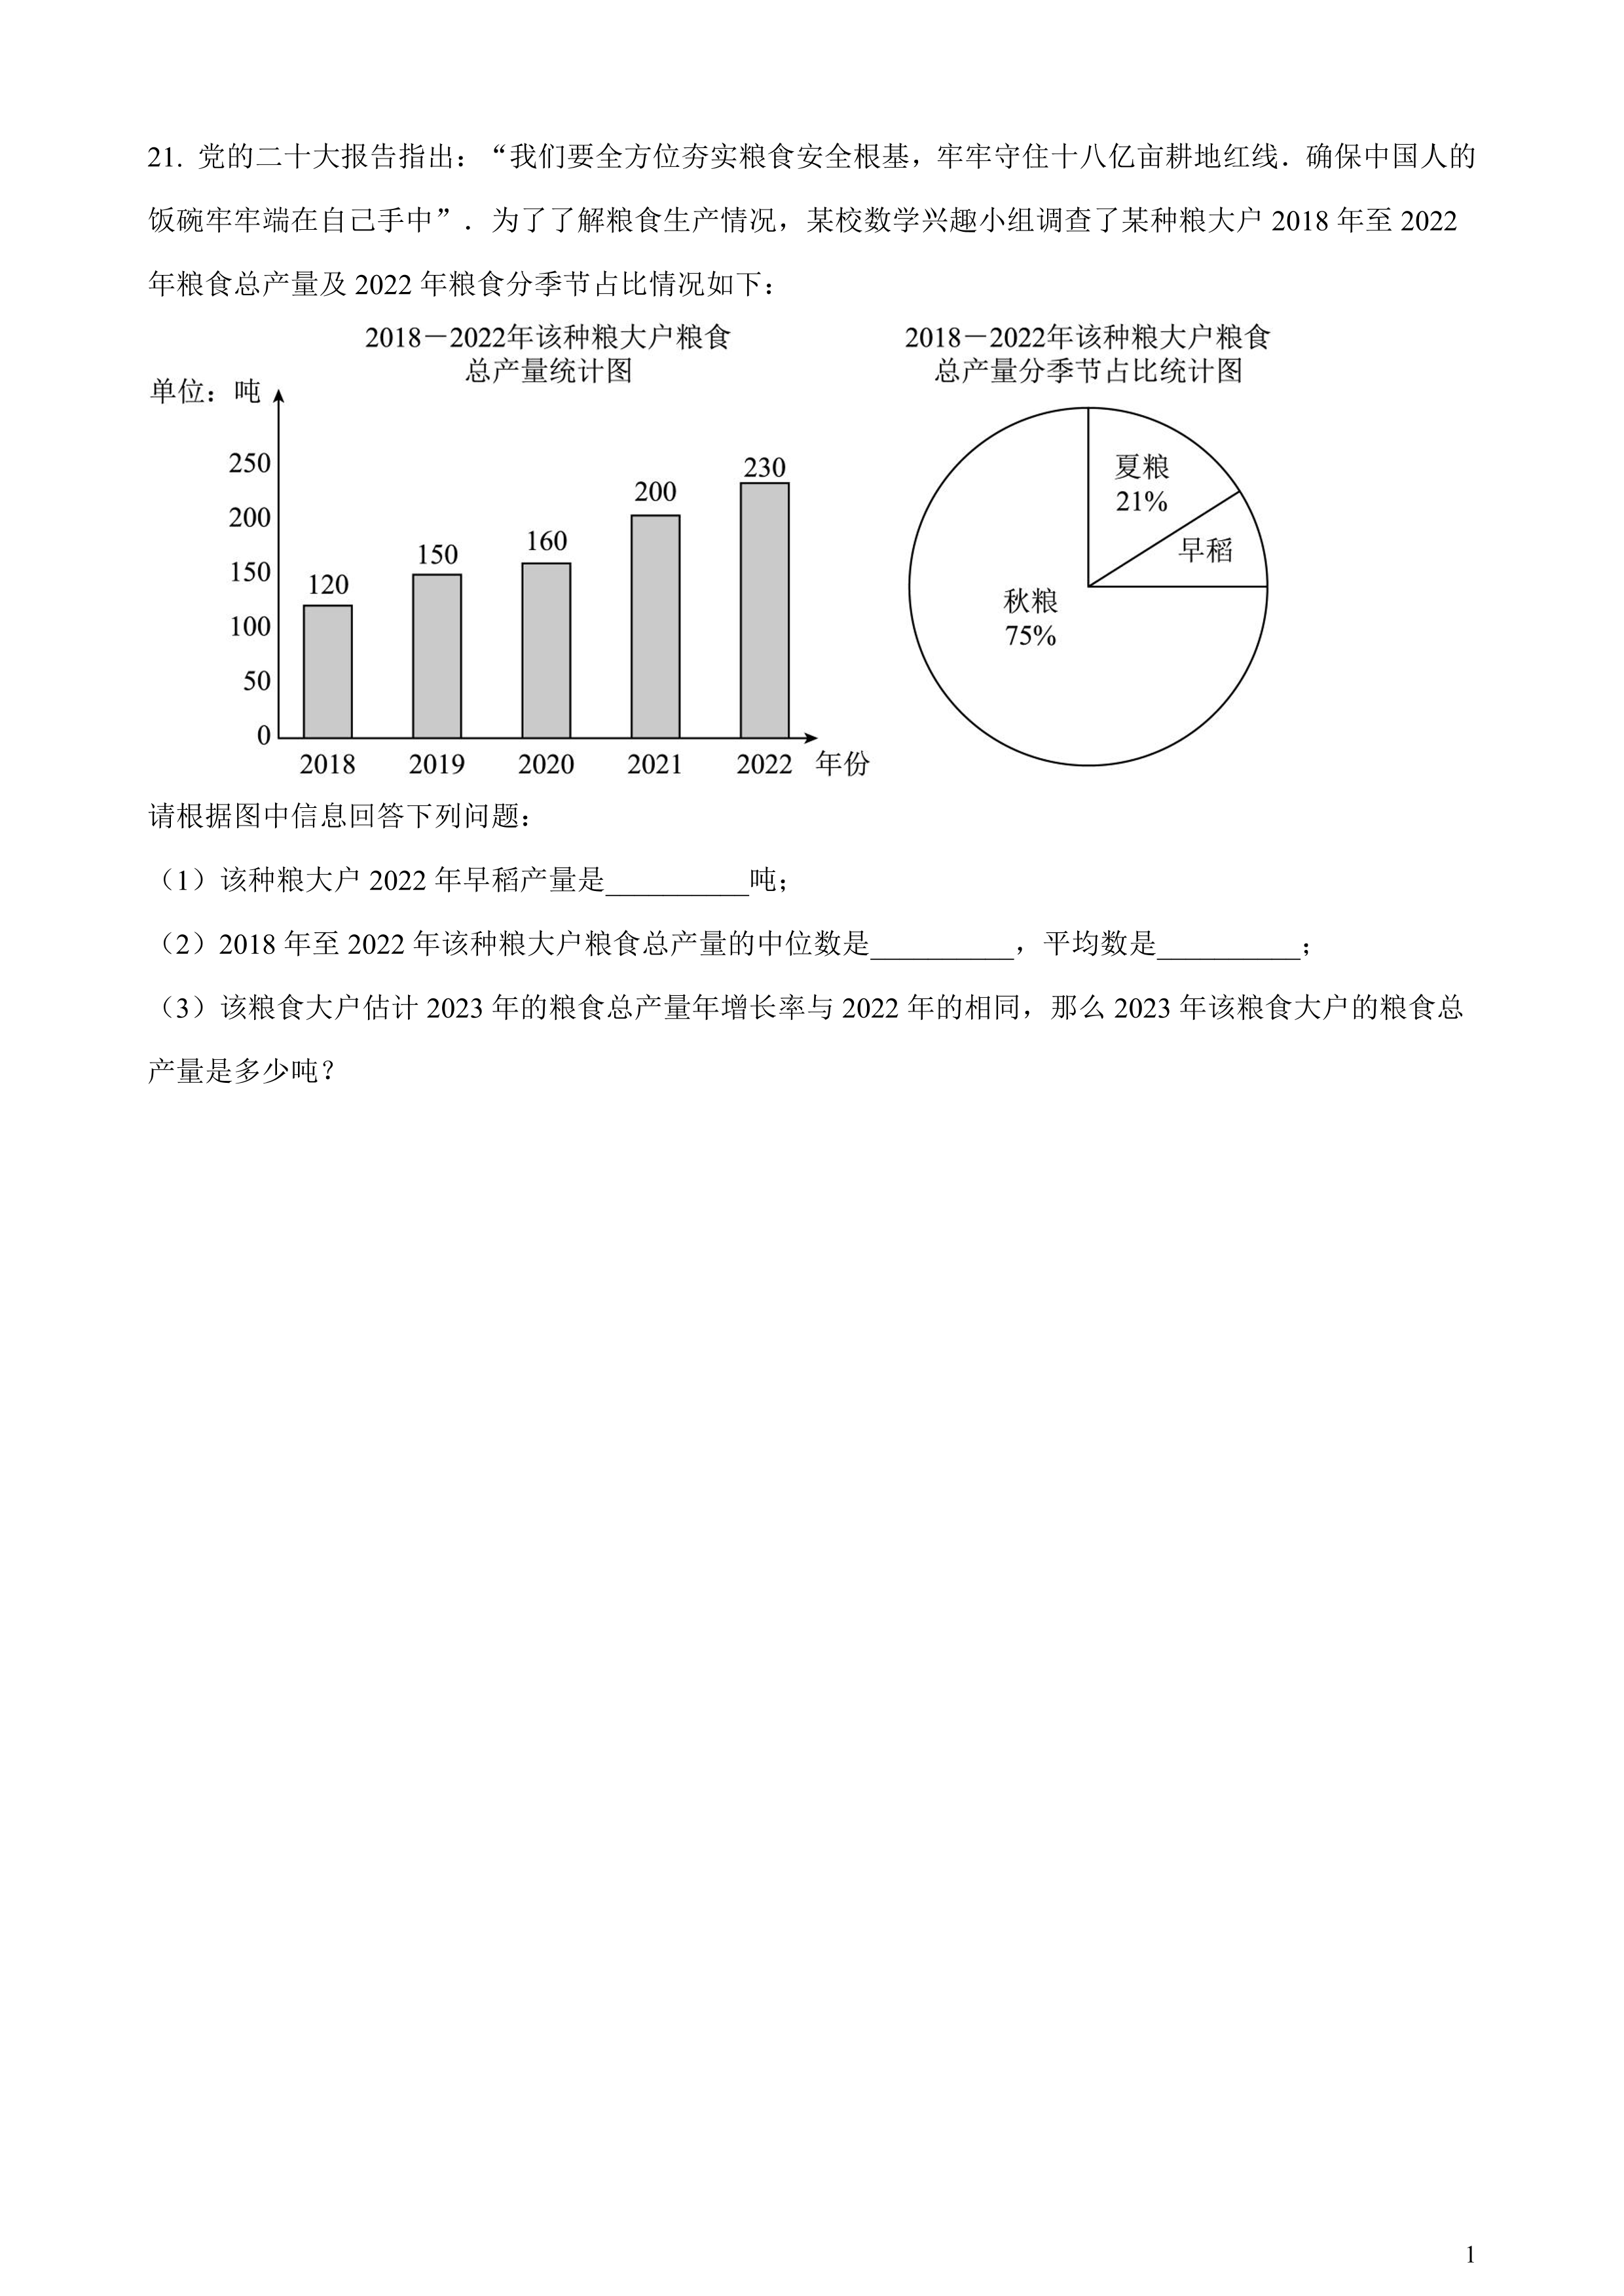 21. 党的二十大报告指出：“我们要全方位夯实粮食安全根基，牢牢守住十八亿亩耕地红线．确保中国人的
饭碗牢牢端在自己手中”．为了了解粮食生产情况，某校数学兴趣小组调查了某种粮大户 2018 年至 2022
年粮食总产量及 2022 年粮食分季节占比情况如下：
2018－2022年该种粮大户粮食
总产量统计图
单位：吨
250
200
150
100
50
0
120
150
160
200
230
2018
2019
2020
2021
2022
年份
2018－2022年该种粮大户粮食
总产量分季节占比统计图
夏粮
21%
早稻
秋粮
75%
请根据图中信息回答下列问题：
（1）该种粮大户 2022 年早稻产量是__________吨；
（2）2018 年至 2022 年该种粮大户粮食总产量的中位数是__________，平均数是__________；
（3）该粮食大户估计 2023 年的粮食总产量年增长率与 2022 年的相同，那么 2023 年该粮食大户的粮食总
产量是多少吨？
1